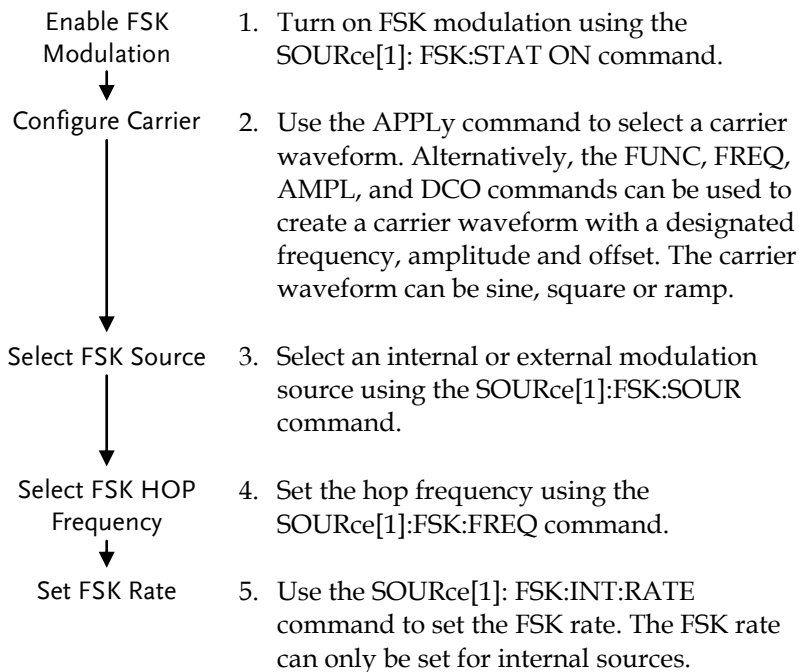 Enable FSK
Modulation
1. Turn on FSK modulation using the
SOURce[1]: FSK:STAT ON command.
Configure Carrier
2. Use the APPLy command to select a carrier
waveform. Alternatively, the FUNC, FREQ,
AMPL, and DCO commands can be used to
create a carrier waveform with a designated
frequency, amplitude and offset. The carrier
waveform can be sine, square or ramp.
Select FSK Source
3. Select an internal or external modulation
source using the SOURce[1]:FSK:SOUR
command.
Select FSK HOP
Frequency
4. Set the hop frequency using the
SOURce[1]:FSK:FREQ command.
Set FSK Rate
5. Use the SOURce[1]: FSK:INT:RATE
command to set the FSK rate. The FSK rate
can only be set for internal sources.